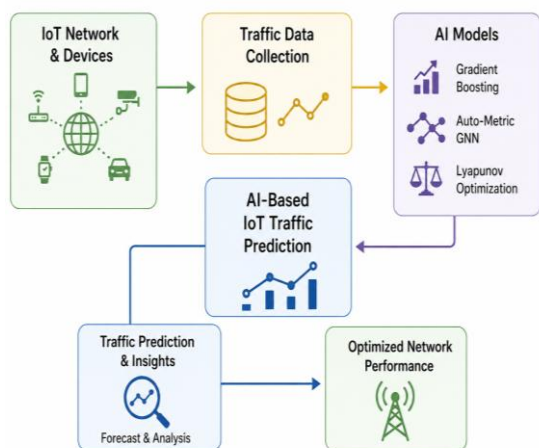 IoT Network
& Devices
Traffic Data
Collection
AI Models
Gradient
Boosting
Auto-Metric
GNN
Lyapunov
Optimization
AI-Based
IoT Traffic
Prediction
Traffic Prediction
& Insights
Forecast & Analysis
Optimized Network
Performance